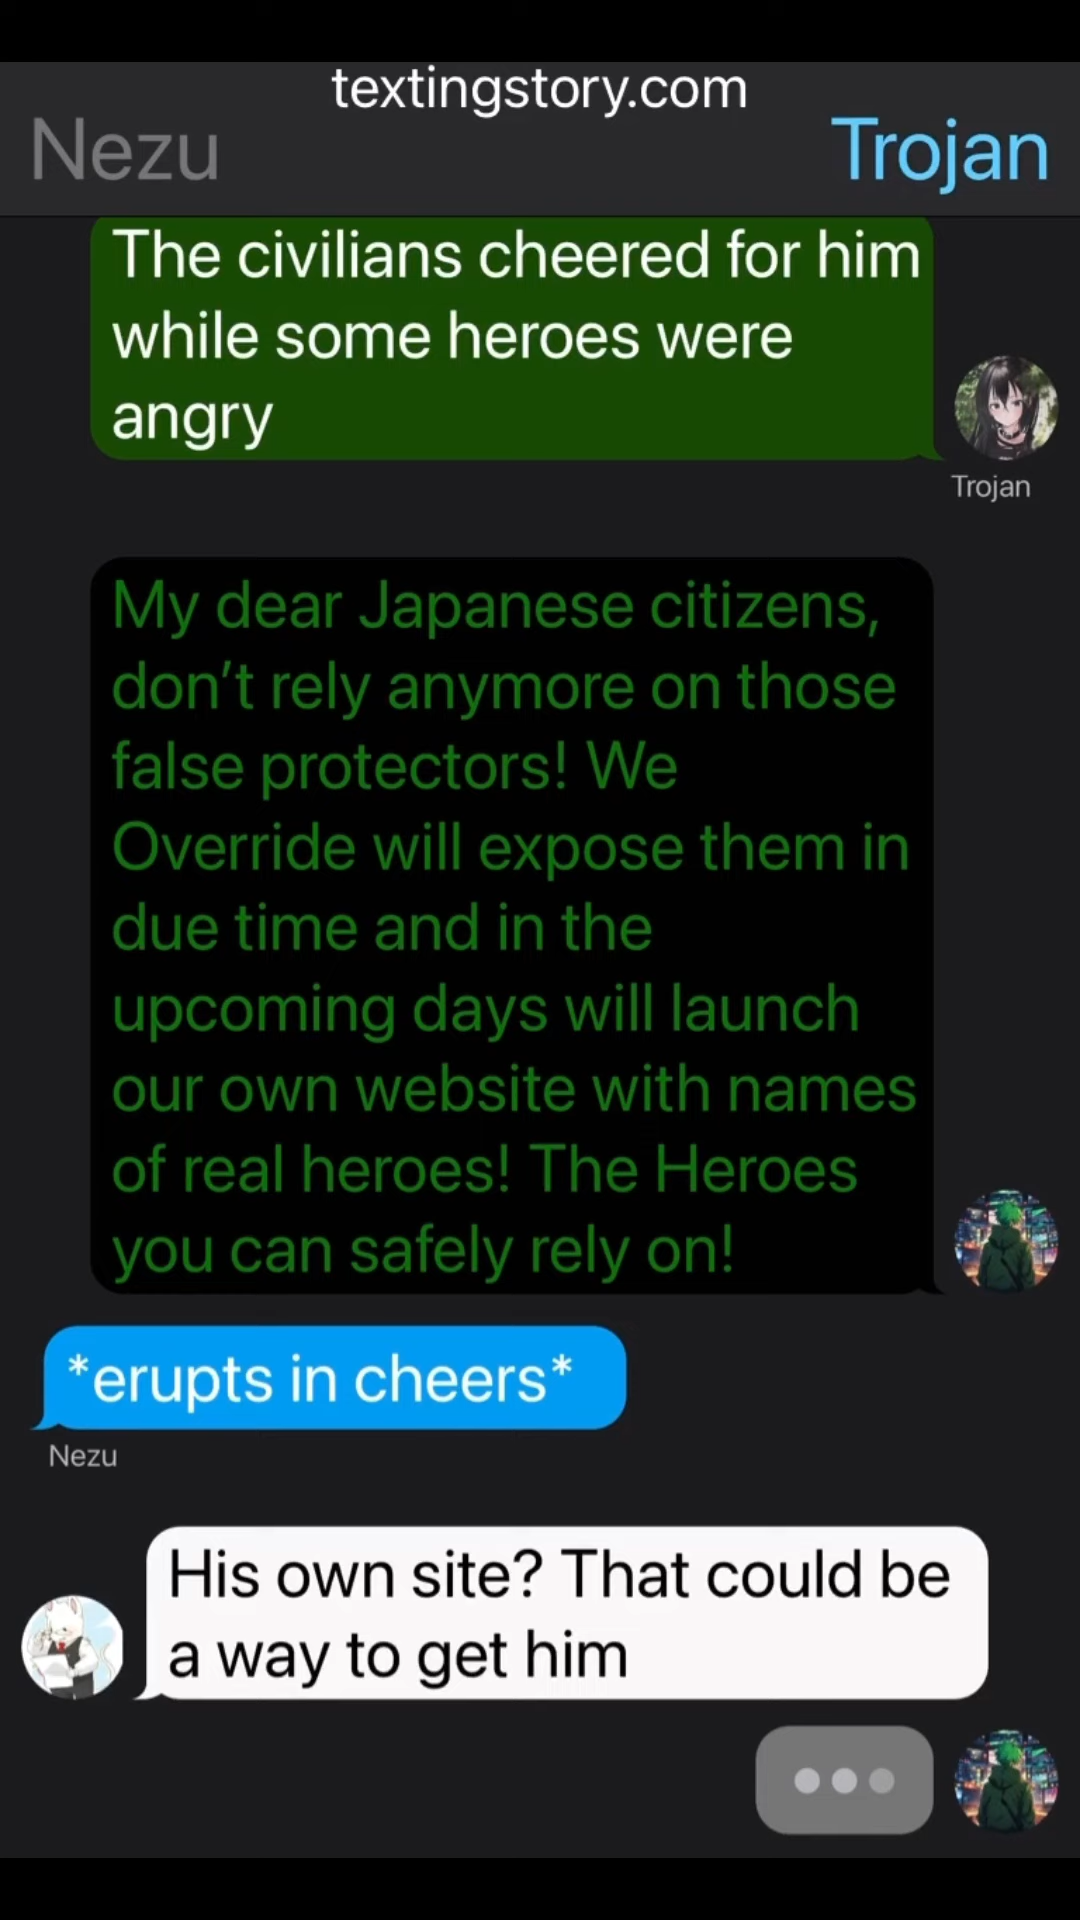 textingstory.com
Nezu
Trojan
The civilians cheered for him
while some heroes were
angry
Trojan
My dear Japanese citizens,
don’t rely anymore on those
false protectors! We
Override will expose them in
due time and in the
upcoming days will launch
our own website with names
of real heroes! The Heroes
you can safely rely on!
*erupts in cheers*
Nezu
His own site? That could be
a way to get him